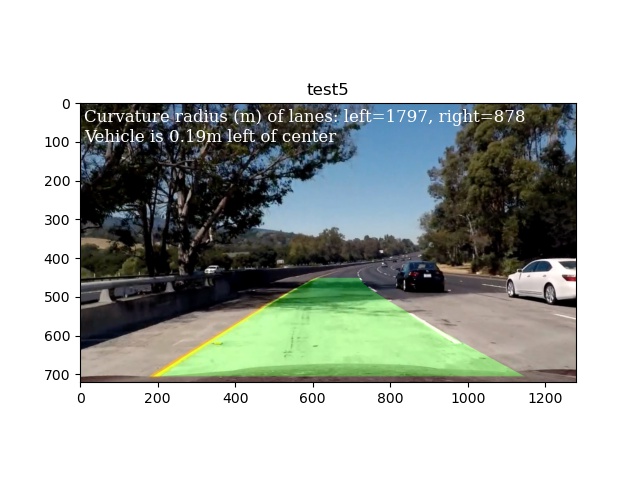 test5
Curvature radius (m) of lanes: left=1797, right=878
Vehicle is 0.19m left of center
0
100
200
300
400
500
600
700
0 200 400 600 800 1000 1200